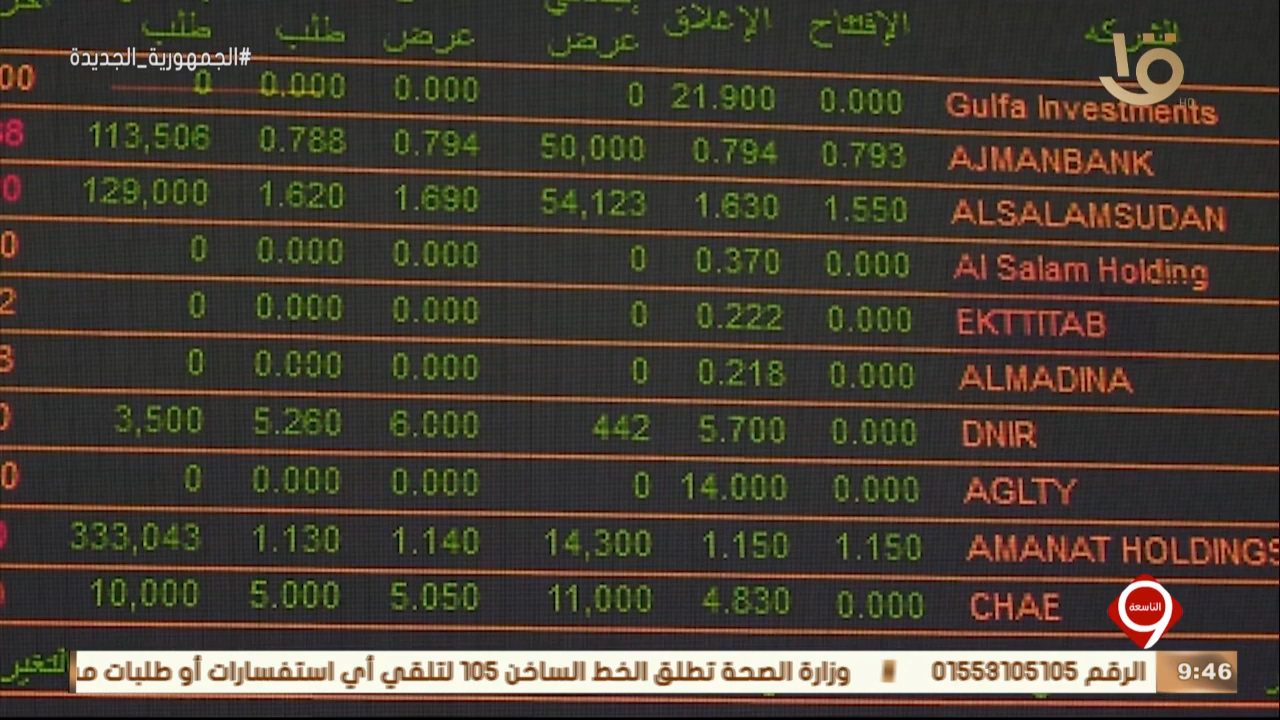 #الجمهورية_الجديدة
الشركه الإفتتاح الإغلاق عرض عرض طلب طلب
Gulfa Investments 0.000 21.900 0 0.000 0.000 0
AJMANBANK 0.793 0.794 50,000 0.794 0.788 113,506
ALSALAMSUDAN 1.550 1.630 54,123 1.690 1.620 129,000
Al Salam Holding 0.000 0.370 0 0.000 0.000 0
EKTTITAB 0.000 0.222 0 0.000 0.000 0
ALMADINA 0.000 0.218 0 0.000 0.000 0
DNIR 0.000 5.700 442 6.000 5.260 3,500
AGLTY 0.000 14.000 0 0.000 0.000 0
AMANAT HOLDINGS 1.150 1.150 14,300 1.140 1.130 333,043
CHAE 0.000 4.830 11,000 5.050 5.000 10,000
التاسعة
9
التغير
9:46 الرقم 01553105105 وزارة الصحة تطلق الخط الساخن 105 لتلقي أي استفسارات أو طلبات
HD